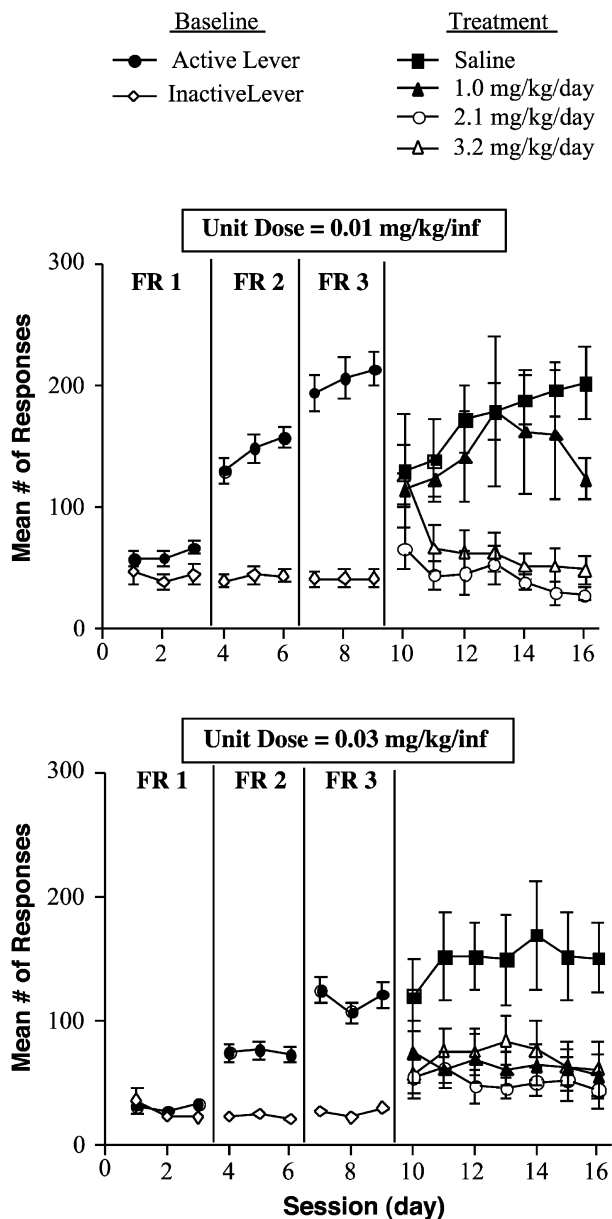 Baseline
Active Lever
InactiveLever
Treatment
Saline
1.0 mg/kg/day
2.1 mg/kg/day
3.2 mg/kg/day
Unit Dose = 0.01 mg/kg/inf
FR 1 FR 2 FR 3
Mean # of Responses
300
200
100
0
0 2 4 6 8 10 12 14 16
Unit Dose = 0.03 mg/kg/inf
FR 1 FR 2 FR 3
Mean # of Responses
300
200
100
0
0 2 4 6 8 10 12 14 16
Session (day)